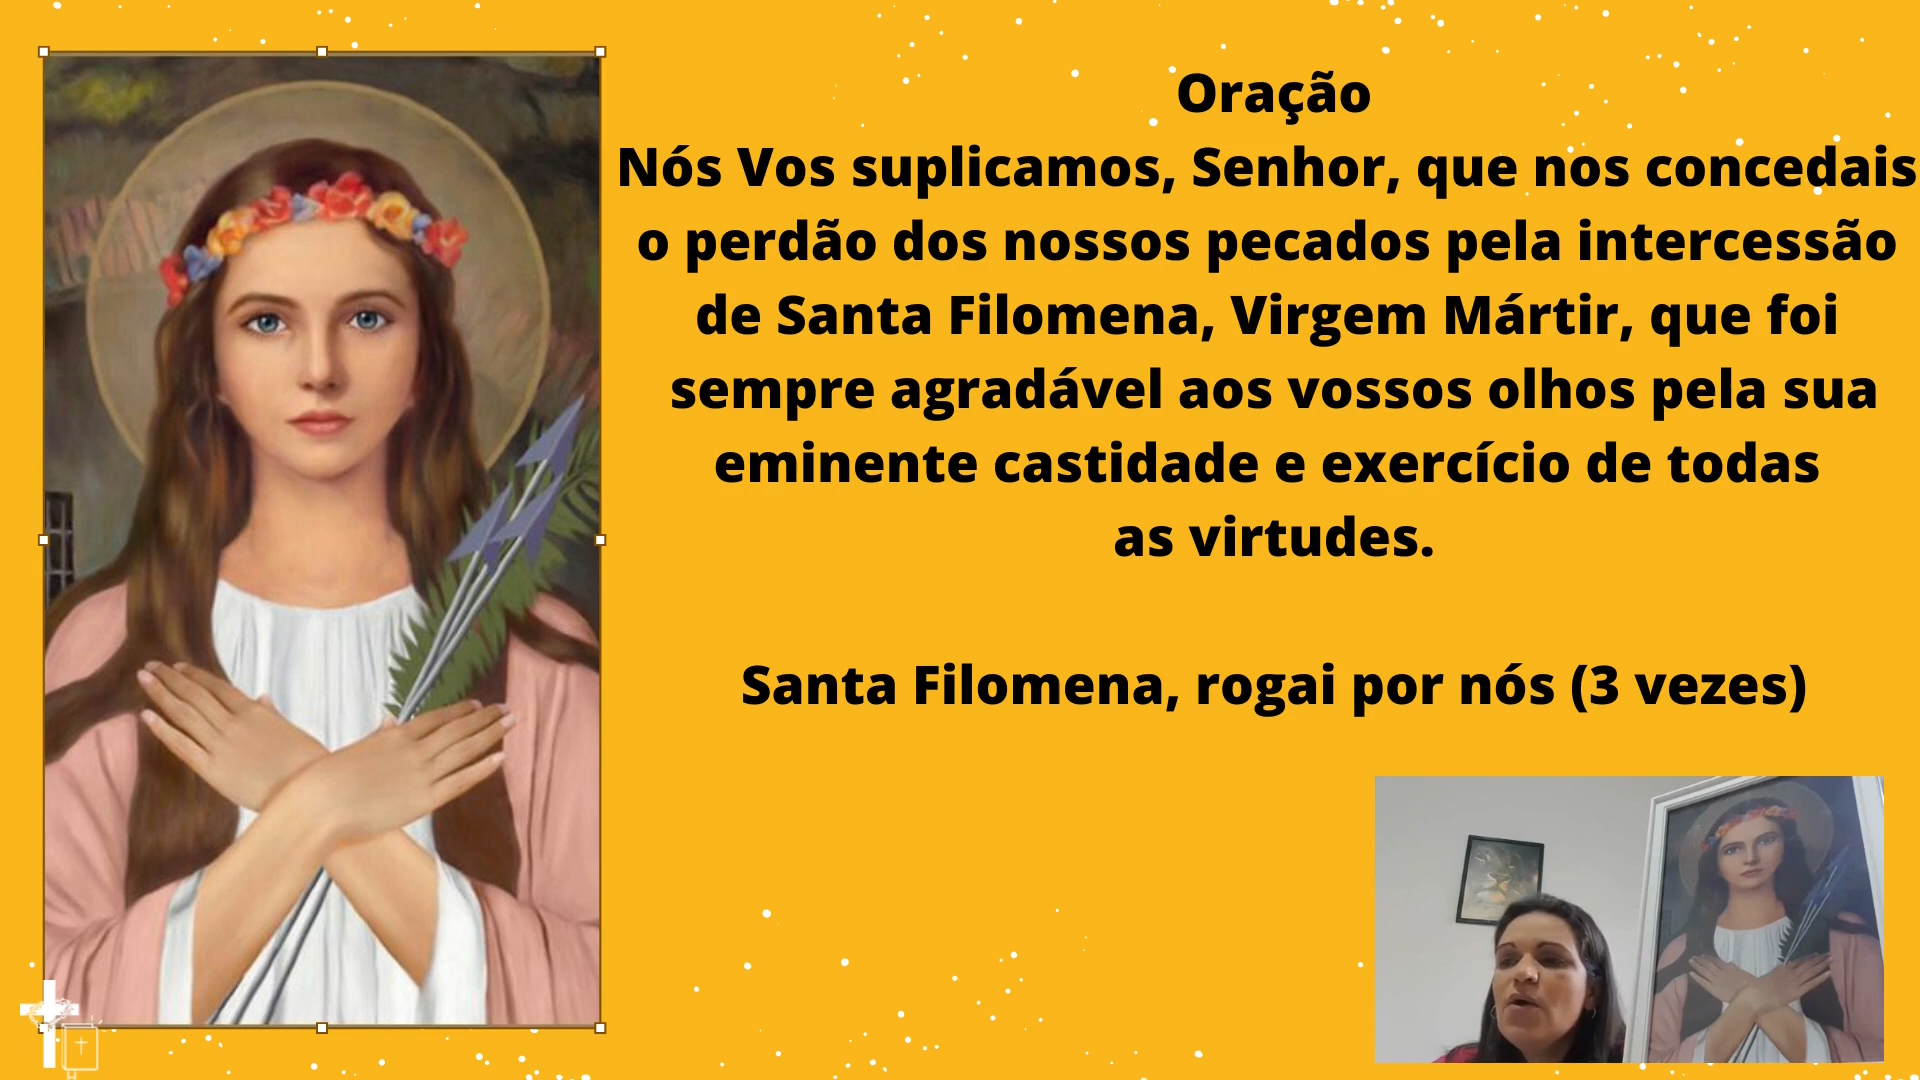 Oração
Nós Vos suplicamos, Senhor, que nos concedais
o perdão dos nossos pecados pela intercessão
de Santa Filomena, Virgem Mártir, que foi
sempre agradável aos vossos olhos pela sua
eminente castidade e exercício de todas
as virtudes.
Santa Filomena, rogai por nós (3 vezes)